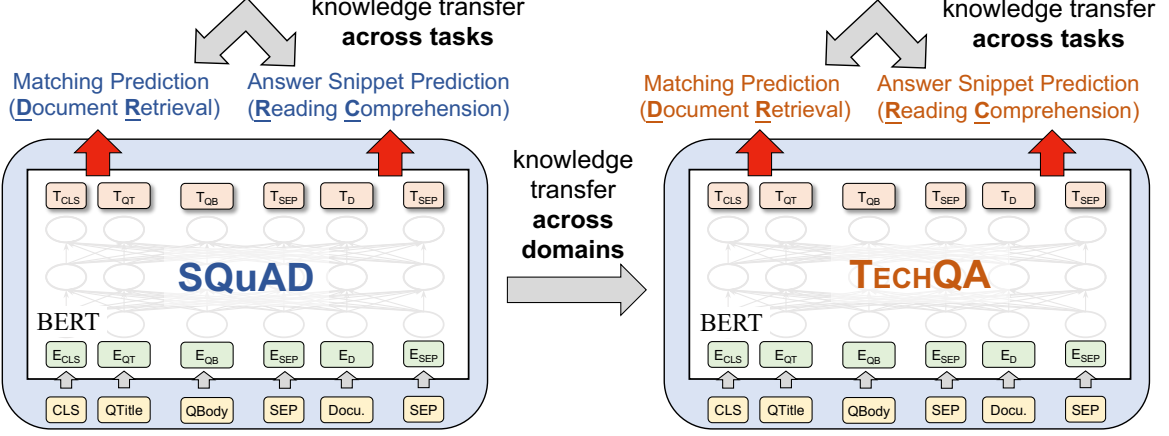 knowledge transfer
across tasks
Matching Prediction
(Document Retrieval)
Answer Snippet Prediction
(Reading Comprehension)
TCLS TQT TQB TSEP TD TSEP
SQuAD
BERT
ECLS EQT EQB ESEP ED ESEP
CLS QTitle QBody SEP Docu. SEP
knowledge
transfer
across
domains
knowledge transfer
across tasks
Matching Prediction
(Document Retrieval)
Answer Snippet Prediction
(Reading Comprehension)
TCLS TQT TQB TSEP TD TSEP
TECHQA
BERT
ECLS EQT EQB ESEP ED ESEP
CLS QTitle QBody SEP Docu. SEP